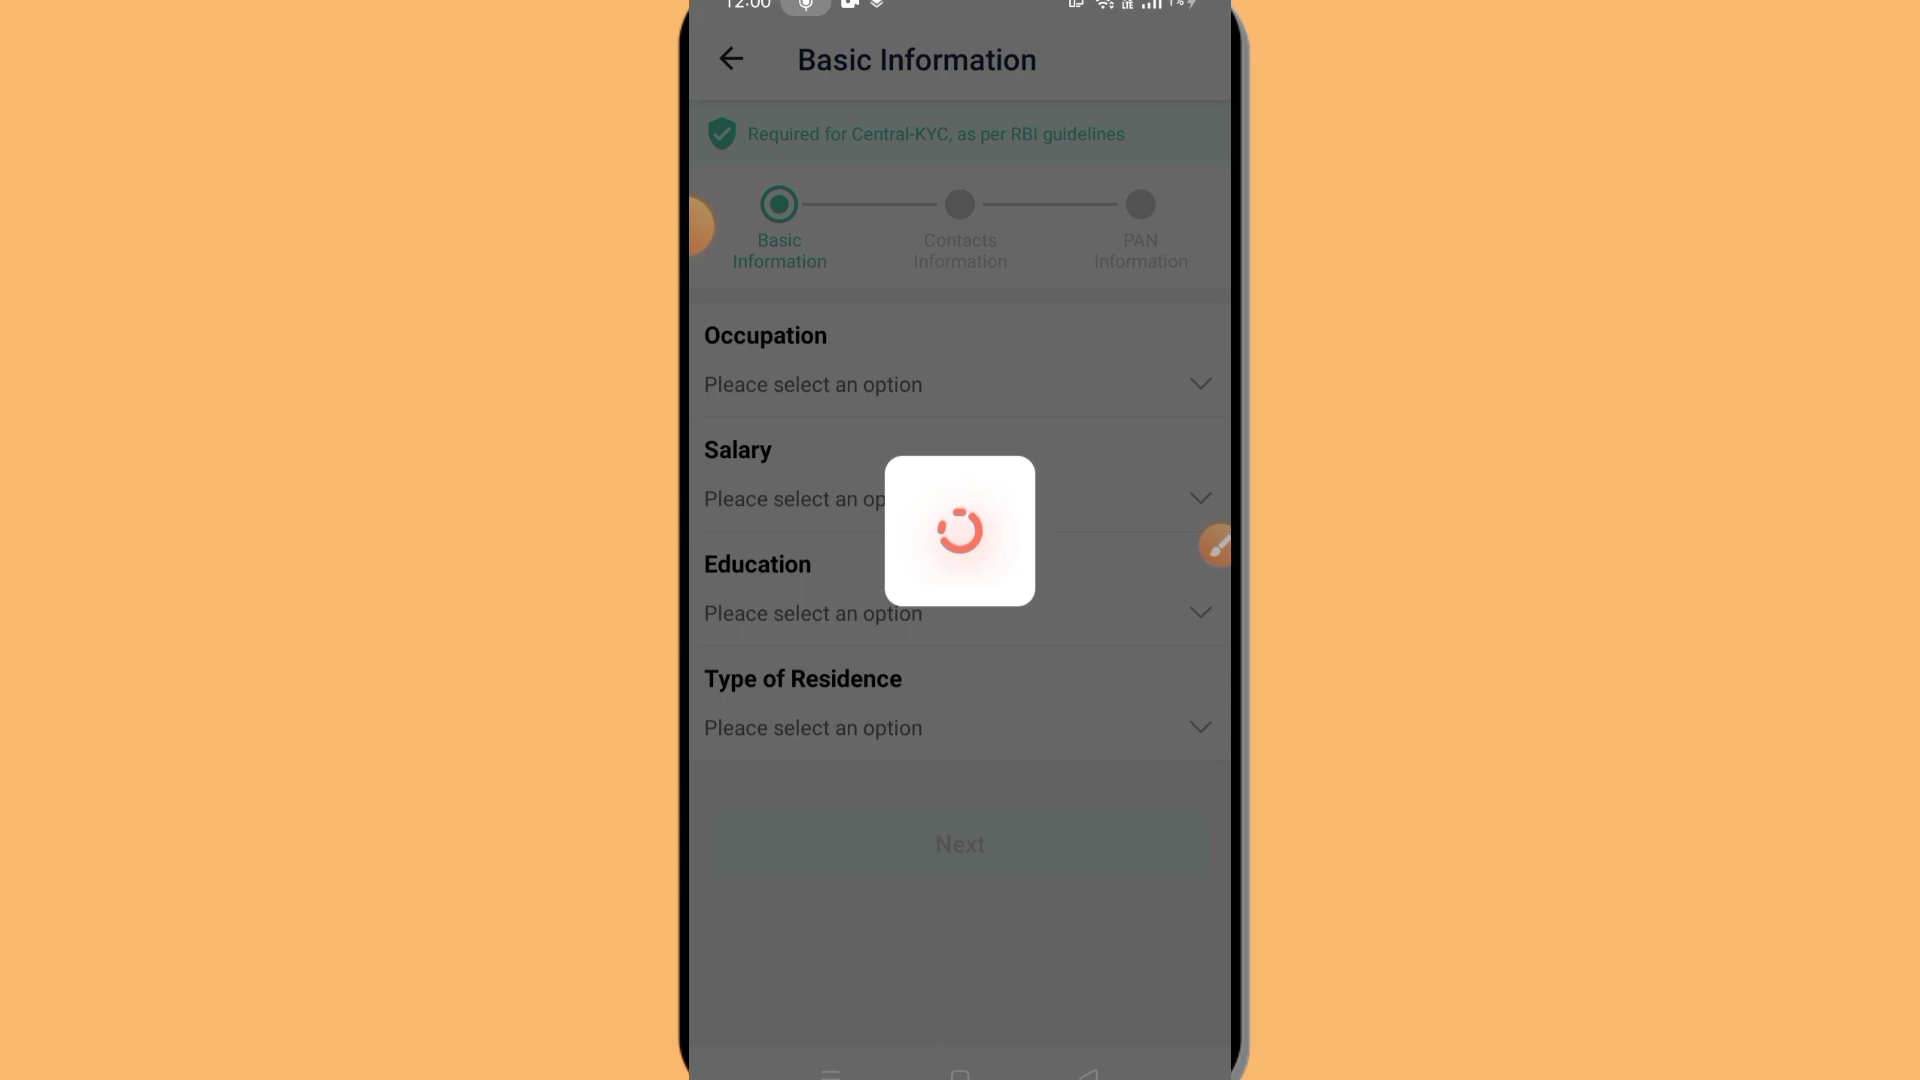 12:00
Basic Information
Required for Central-KYC, as per RBI guidelines
Basic Information
Contacts Information
PAN Information
Occupation
Pleace select an option
Salary
Pleace select an op
Education
Pleace select an option
Type of Residence
Pleace select an option
Next